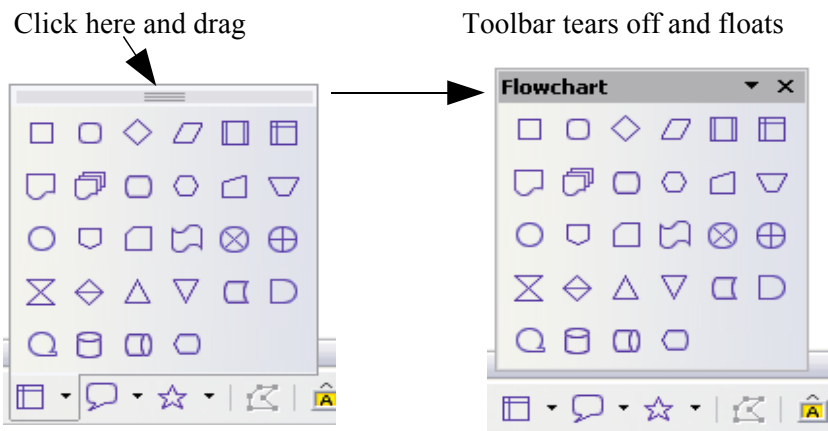 Click here and drag
Toolbar tears off and floats
Flowchart
A
A